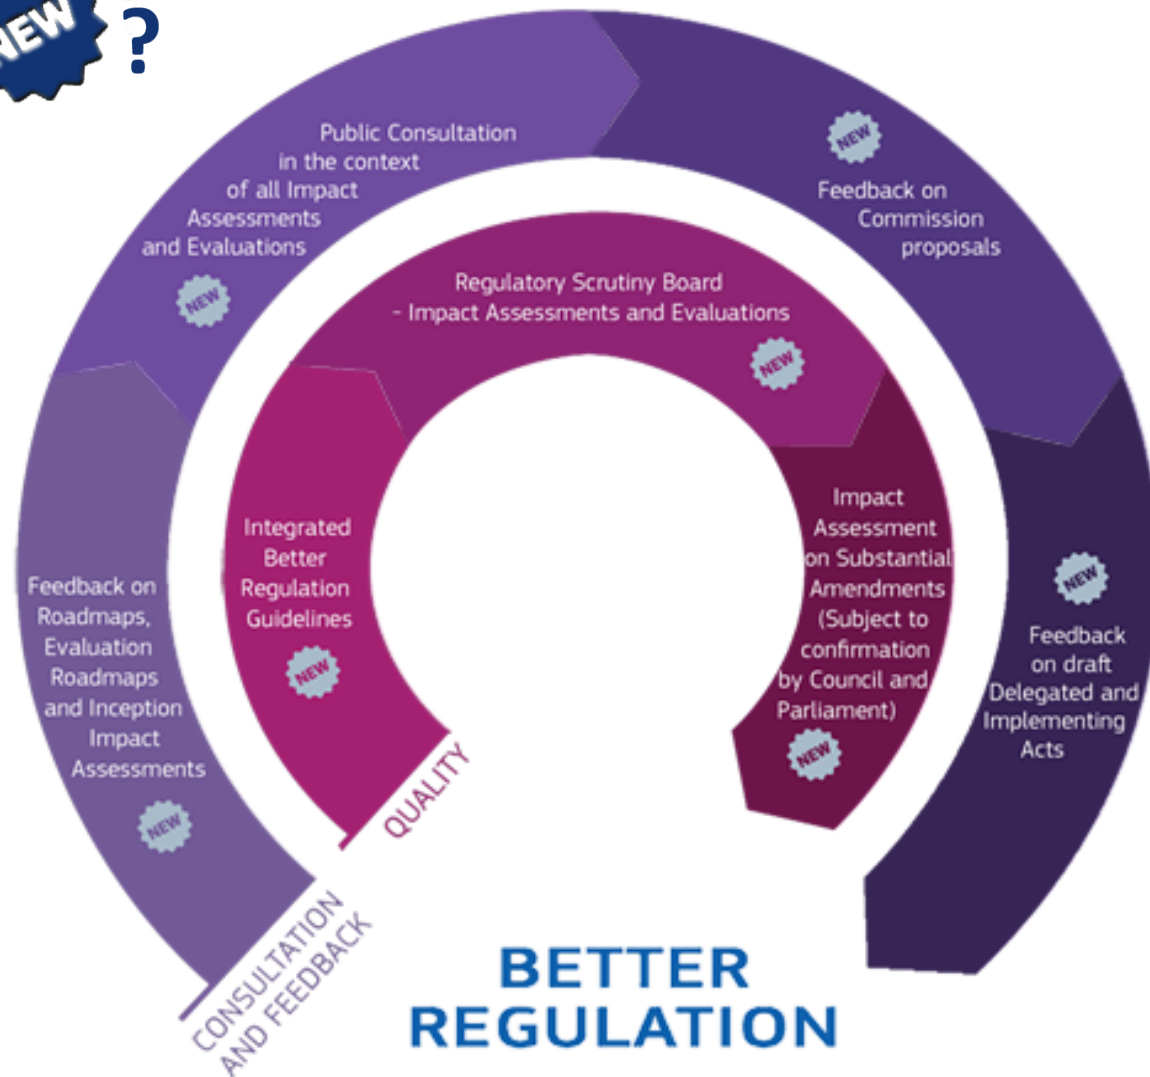 NEW ?
Public Consultation
in the context
of all Impact
Assessments
and Evaluations
NEW
NEW
Feedback on
Commission
proposals
Regulatory Scrutiny Board
- Impact Assessments and Evaluations
NEW
Integrated
Better
Regulation
Guidelines
NEW
Impact
Assessment
on Substantial
Amendments
(Subject to
confirmation
by Council and
Parliament)
NEW
Feedback on
Roadmaps,
Evaluation
Roadmaps
and Inception
Impact
Assessments
NEW
NEW
Feedback
on draft
Delegated and
Implementing
Acts
QUALITY
CONSULTATION
AND FEEDBACK
BETTER
REGULATION